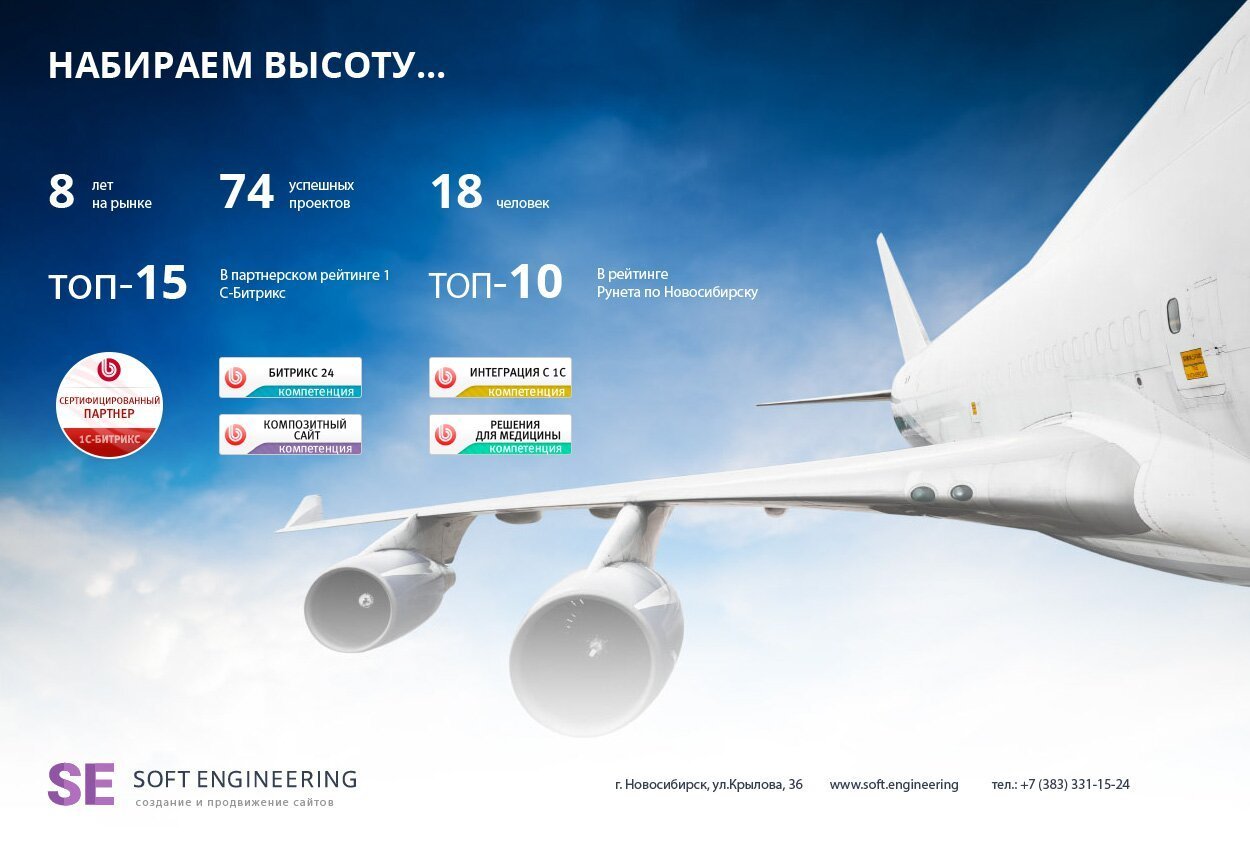 НАБИРАЕМ ВЫСОТУ...
8 лет
на рынке
74 успешных
проектов
18 человек
топ-15 В партнерском рейтинге 1
С-Битрикс
ТОП-10 В рейтинге
Рунета по Новосибирску
СЕРТИФИЦИРОВАННЫЙ
ПАРТНЕР
1С-БИТРИКС
БИТРИКС 24
компетенция
ИНТЕГРАЦИЯ С 1С
компетенция
КОМПОЗИТНЫЙ
САЙТ
компетенция
РЕШЕНИЯ
ДЛЯ МЕДИЦИНЫ
компетенция
SE SOFT ENGINEERING
создание и продвижение сайтов
г. Новосибирск, ул.Крылова, 36 www.soft.engineering тел.: +7 (383) 331-15-24